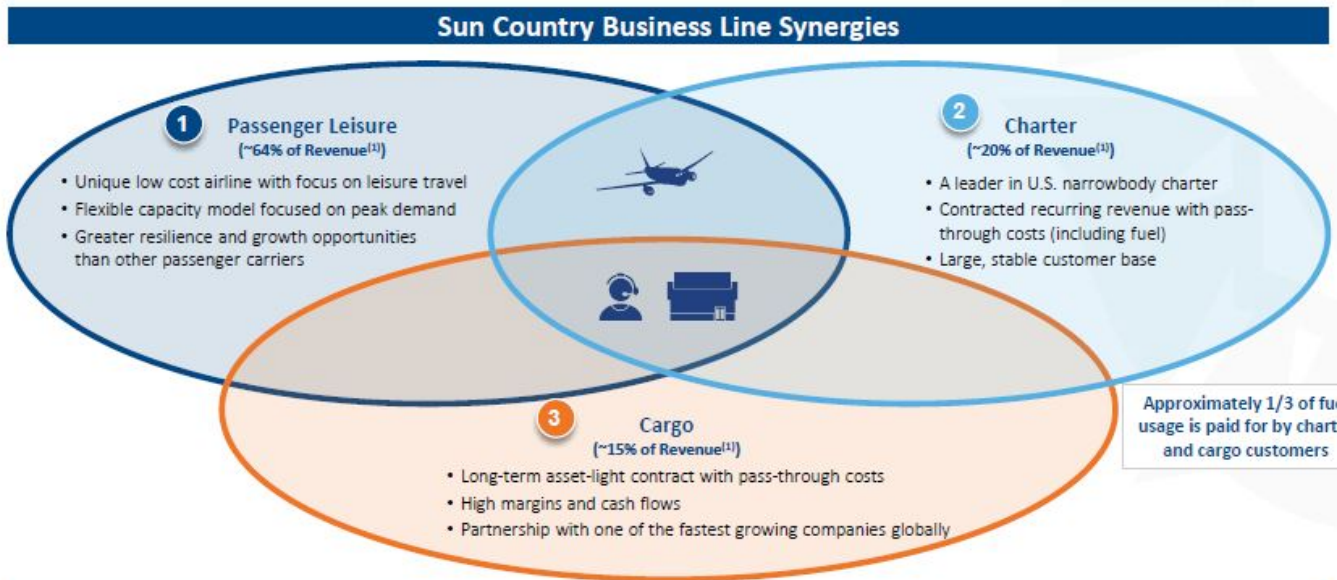 Sun Country Business Line Synergies
1
Passenger Leisure
(~64% of Revenue(1))
• Unique low cost airline with focus on leisure travel
• Flexible capacity model focused on peak demand
• Greater resilience and growth opportunities
than other passenger carriers
2
Charter
(~20% of Revenue(1))
• A leader in U.S. narrowbody charter
• Contracted recurring revenue with pass-
through costs (including fuel)
• Large, stable customer base
3
Cargo
(~15% of Revenue(1))
• Long-term asset-light contract with pass-through costs
• High margins and cash flows
• Partnership with one of the fastest growing companies globally
Approximately 1/3 of
usage is paid for by
and cargo customers